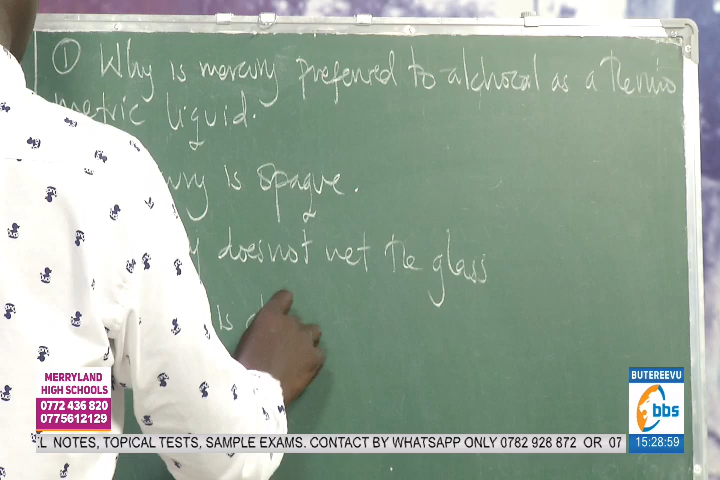 ① Why is mercury preferred to alchocal as a thermo
metric liquid.
is opaque.
doesnot wet the glass
is
MERRYLAND
HIGH SCHOOLS
0772 436 820
0775612129
BUTEREEVU
bbs
NOTES, TOPICAL TESTS, SAMPLE EXAMS. CONTACT BY WHATSAPP ONLY 0782 928 872 OR 07
15:28:59